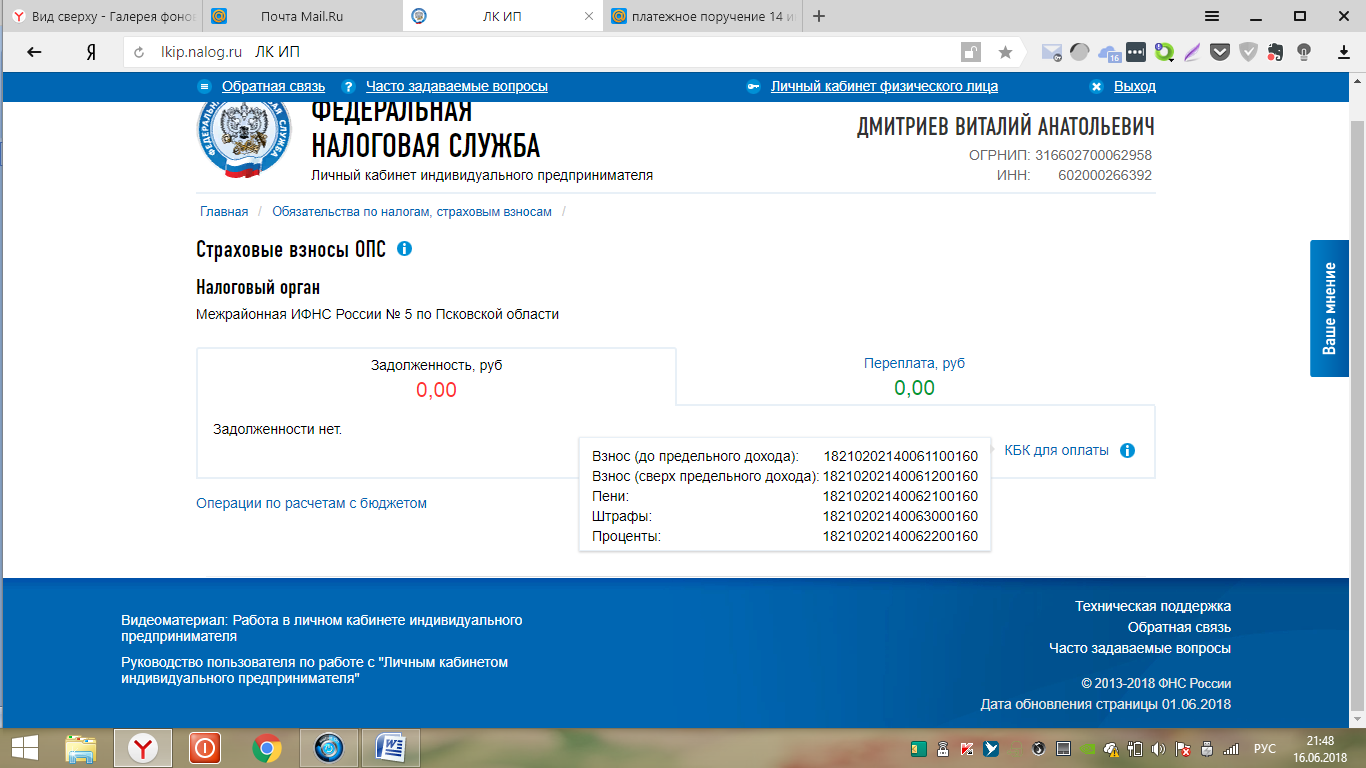 Вид сверху - Галерея фоно
Почта Mail.Ru
ЛК ИП
платежное поручение 14 и
lkip.nalog.ru ЛК ИП
16
Обратная связь
Часто задаваемые вопросы
Личный кабинет физического лица
Выход
ФЕДЕРАЛЬНАЯ
НАЛОГОВАЯ СЛУЖБА
Личный кабинет индивидуального предпринимателя
ДМИТРИЕВ ВИТАЛИЙ АНАТОЛЬЕВИЧ
ОГРНИП: 316602700062958
ИНН: 602000266392
Главная / Обязательства по налогам, страховым взносам /
Страховые взносы ОПС
Налоговый орган
Межрайонная ИФНС России № 5 по Псковской области
Задолженность, руб
0,00
Переплата, руб
0,00
Задолженности нет.
КБК для оплаты
Взнос (до предельного дохода): 18210202140061100160
Взнос (сверх предельного дохода): 18210202140061200160
Пени: 18210202140062100160
Штрафы: 18210202140063000160
Проценты: 18210202140062200160
Операции по расчетам с бюджетом
Ваше мнение
Видеоматериал: Работа в личном кабинете индивидуального
предпринимателя
Руководство пользователя по работе с "Личным кабинетом
индивидуального предпринимателя"
Техническая поддержка
Обратная связь
Часто задаваемые вопросы
© 2013-2018 ФНС России
Дата обновления страницы 01.06.2018
РУС
21:48
16.06.2018